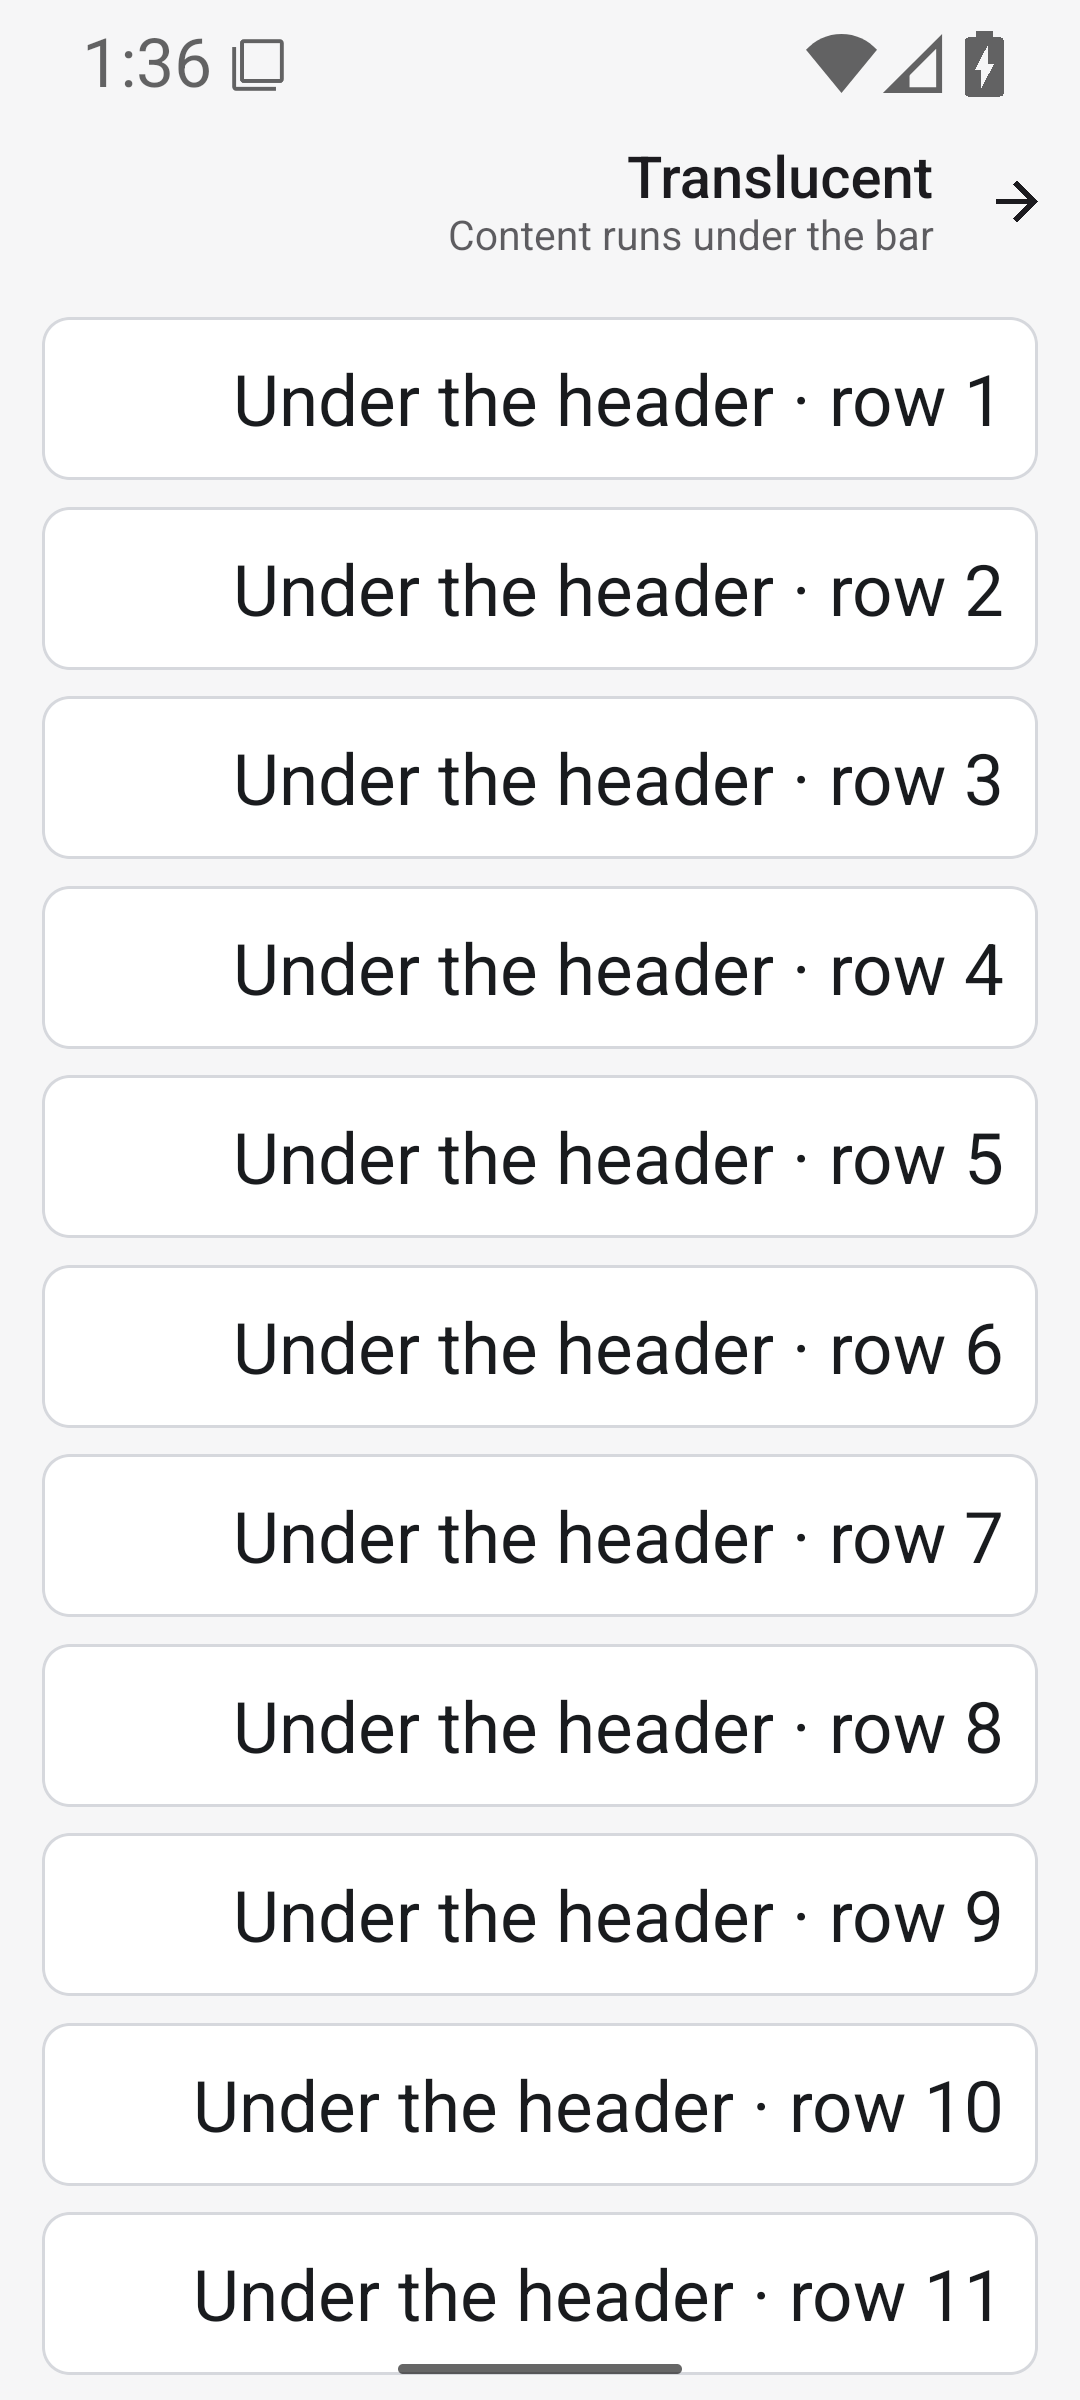 1:36
Translucent
Content runs under the bar
Under the header · row 1
Under the header · row 2
Under the header · row 3
Under the header · row 4
Under the header · row 5
Under the header · row 6
Under the header · row 7
Under the header · row 8
Under the header · row 9
Under the header · row 10
Under the header · row 11